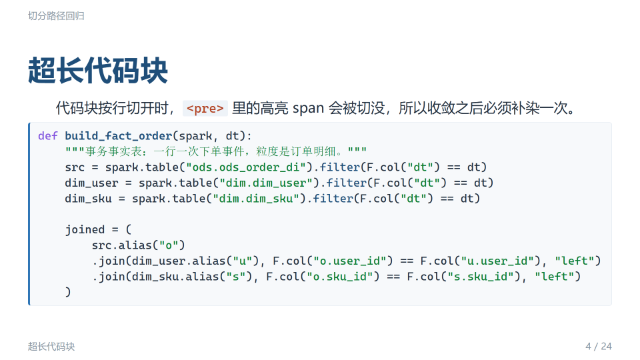 切分路径回归
超长代码块
代码块按行切开时，<pre> 里的高亮 span 会被切没，所以收敛之后必须补染一次。
def build_fact_order(spark, dt):
    """事务事实表：一行一次下单事件，粒度是订单明细。"""
    src = spark.table("ods.ods_order_di").filter(F.col("dt") == dt)
    dim_user = spark.table("dim.dim_user").filter(F.col("dt") == dt)
    dim_sku = spark.table("dim.dim_sku").filter(F.col("dt") == dt)
    joined = (
        src.alias("o")
        .join(dim_user.alias("u"), F.col("o.user_id") == F.col("u.user_id"), "left")
        .join(dim_sku.alias("s"), F.col("o.sku_id") == F.col("s.sku_id"), "left")
    )
超长代码块
4 / 24